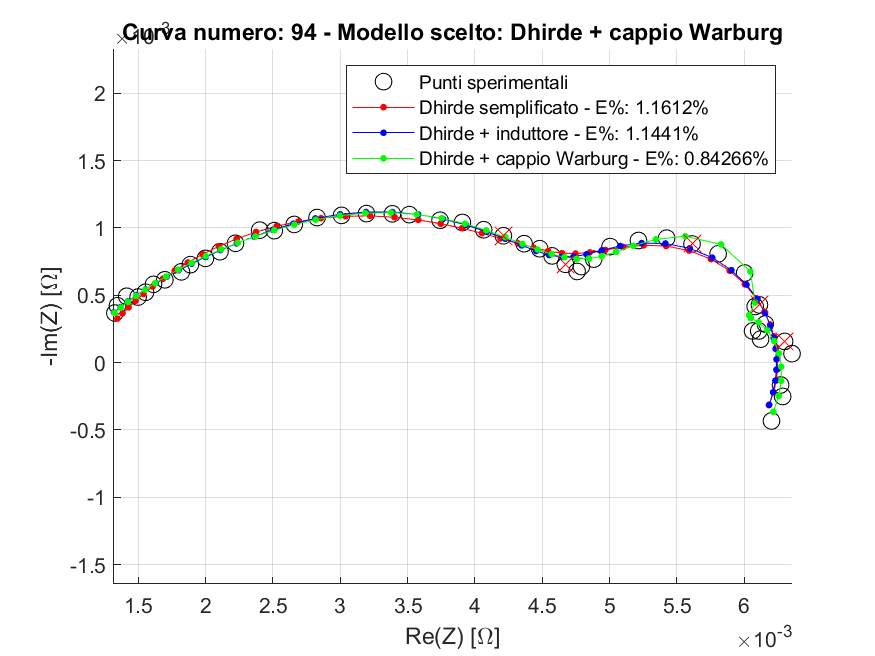 Curva numero: 94 - Modello scelto: Dhirde + cappio Warburg
×10⁻³
Punti sperimentali
Dhirde semplificato - E%: 1.1612%
Dhirde + induttore - E%: 1.1441%
Dhirde + cappio Warburg - E%: 0.84266%
2
1.5
1
0.5
0
-0.5
-1
-1.5
-Im(Z) [Ω]
1.5 2 2.5 3 3.5 4 4.5 5 5.5 6
Re(Z) [Ω]
×10⁻³